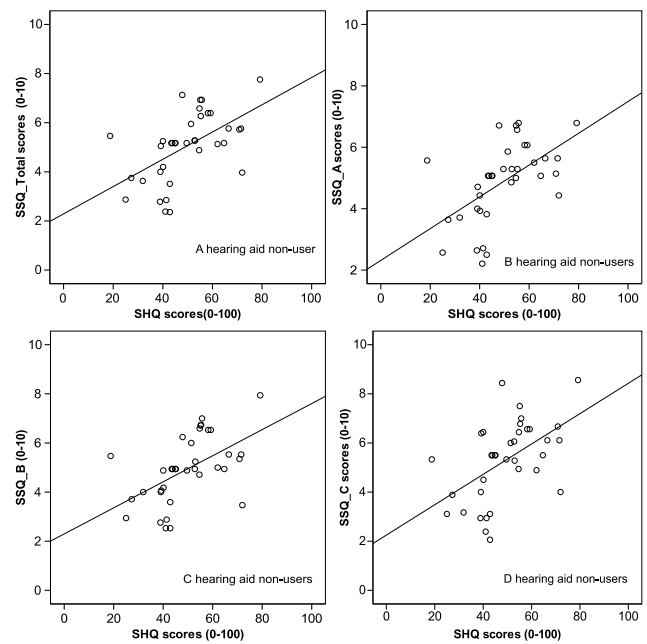 10
8
6
4
2
0
SSQ_Total scores (0-10)
A hearing aid non-user
0 20 40 60 80 100
SHQ scores(0-100)
10
8
6
4
2
SSQ_A scores (0-10)
B hearing aid non-users
0 20 40 60 80 100
SHQ scores (0-100)
10
8
6
4
2
0
SSQ_B (0-10)
C hearing aid non-users
0 20 40 60 80 100
SHQ scores (0-100)
10
8
6
4
2
0
SSQ_C scores (0-10)
D hearing aid non-users
0 20 40 60 80 100
SHQ scores (0-100)